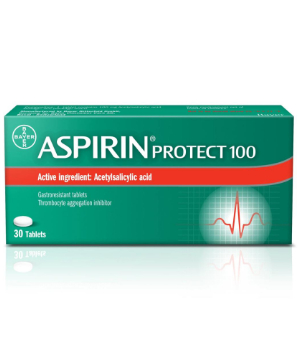 BAYER
ASPIRIN® PROTECT 100
Active ingredient: Acetylsalicylic acid
Gastroresistant tablets
Thrombocyte aggregation inhibitor
30 Tablets